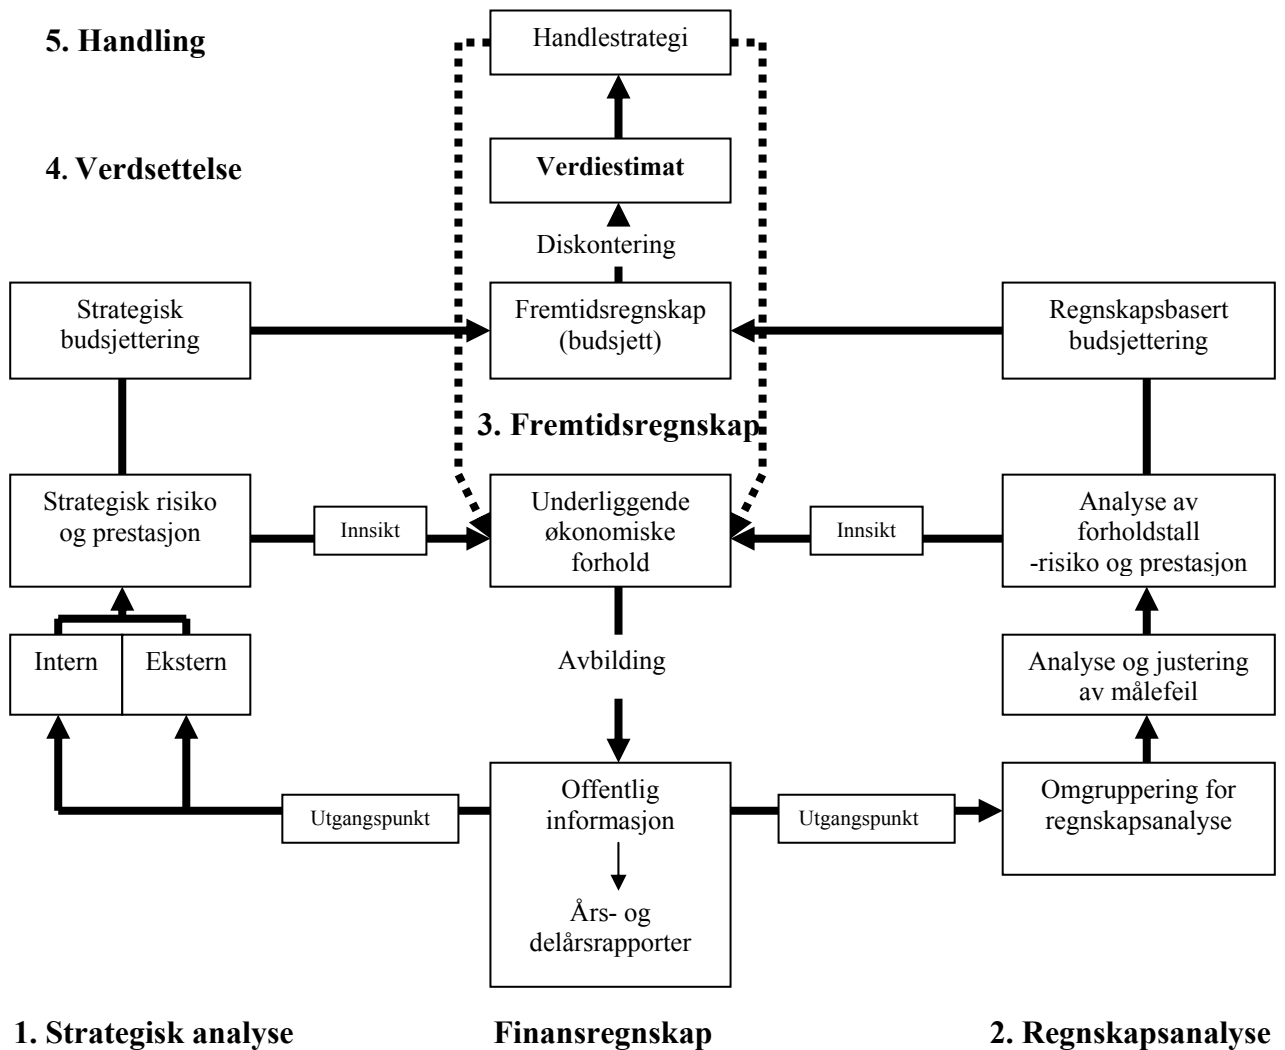 5. Handling
Handlestrategi
4. Verdsettelse
Verdiestimat
Diskontering
Strategisk
budsjettering
Fremtidsregnskap
(budsjett)
Regnskapsbasert
budsjettering
3. Fremtidsregnskap
Strategisk risiko
og prestasjon
Innsikt
Underliggende
økonomiske
forhold
Innsikt
Analyse av
forholdstall
-risiko og prestasjon
Intern
Ekstern
Avbilding
Analyse og justering
av målefeil
Utgangspunkt
Offentlig
informasjon
Års- og
delårsrapporter
Utgangspunkt
Omgruppering for
regnskapsanalyse
1. Strategisk analyse
Finansregnskap
2. Regnskapsanalyse